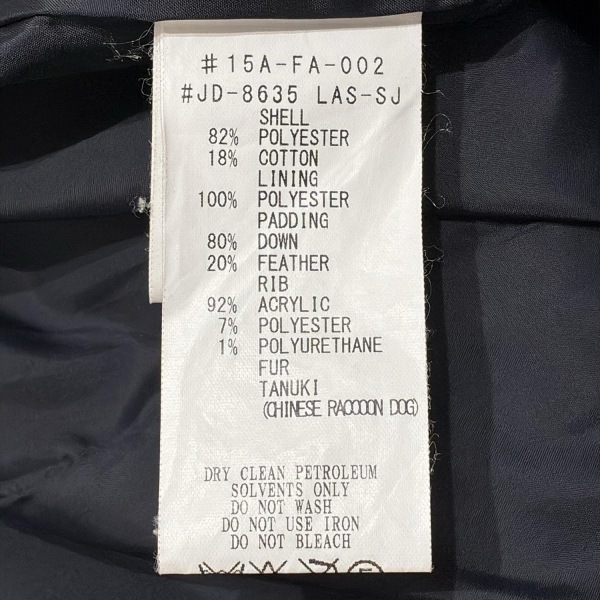 #15A-FA-002
#JD-8635 LAS-SJ
SHELL
82% POLYESTER
18% COTTON
LINING
100% POLYESTER
PADDING
80% DOWN
20% FEATHER
RIB
92% ACRYLIC
7% POLYESTER
1% POLYURETHANE
FUR
TANUKI
(CHINESE RACCOON DOG)
DRY CLEAN PETROLEUM
SOLVENTS ONLY
DO NOT WASH
DO NOT USE IRON
DO NOT BLEACH